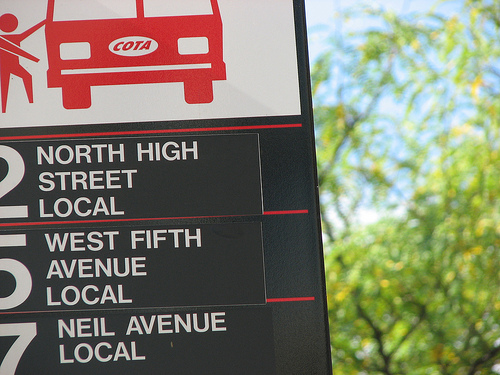 COTA
2 NORTH HIGH
STREET
LOCAL
5 WEST FIFTH
AVENUE
LOCAL
7 NEIL AVENUE
LOCAL